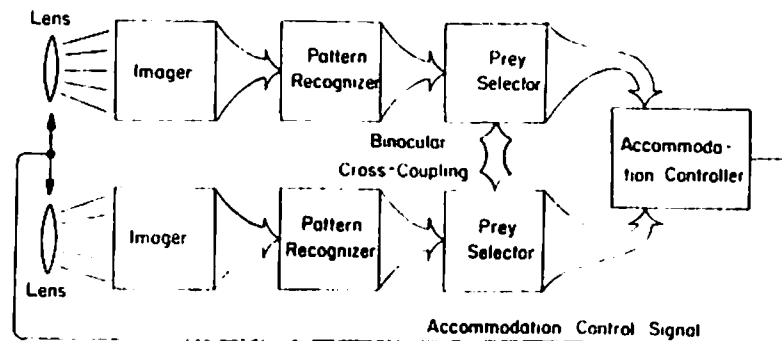 Lens
Imager
Pattern
Recognizer
Prey
Selector
Binocular
Cross-Coupling
Accommoda-
tion Controller
Imager
Pattern
Recognizer
Prey
Selector
Lens
Accommodation Control Signal